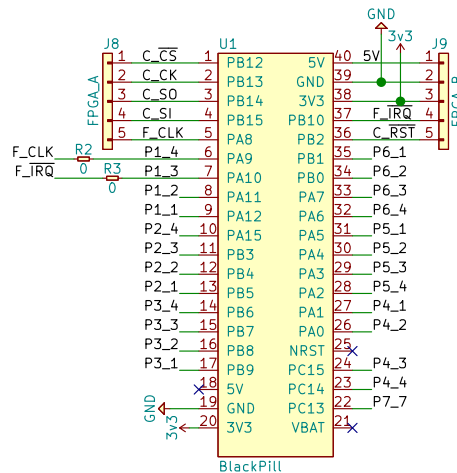 GND
3v3
J8 U1 J9
1 C_CS 1 PB12 5V 40 5V 1
2 C_CK 2 PB13 GND 39 2
3 C_SO 3 PB14 3V3 38 3
4 C_SI 4 PB15 PB10 37 F_IRQ 4
5 F_CLK 5 PA8 PB2 36 C_RST 5
FPGA_A
FPGA_B
F_CLK R2 0 P1_4 6 PA9 PB1 35 P6_1
F_IRQ R3 0 P1_3 7 PA10 PB0 34 P6_2
P1_2 8 PA11 PA7 33 P6_3
P1_1 9 PA12 PA6 32 P6_4
P2_4 10 PA15 PA5 31 P5_1
P2_3 11 PB3 PA4 30 P5_2
P2_2 12 PB4 PA3 29 P5_3
P2_1 13 PB5 PA2 28 P5_4
P3_4 14 PB6 PA1 27 P4_1
P3_3 15 PB7 PA0 26 P4_2
P3_2 16 PB8 NRST 25
P3_1 17 PB9 PC15 24 P4_3
18 5V PC14 23 P4_4
GND 19 GND PC13 22 P7_7
3v3 20 3V3 VBAT 21
BlackPill